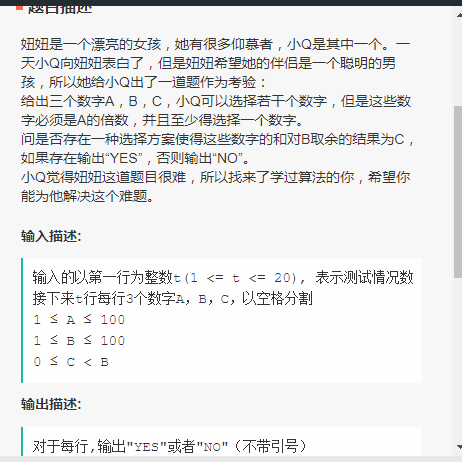 题目描述
妞妞是一个漂亮的女孩，她有很多仰慕者，小Q是其中一个。一
天小Q向妞妞表白了，但是妞妞希望她的伴侣是一个聪明的男
孩，所以她给小Q出了一道题作为考验：
给出三个数字A，B，C，小Q可以选择若干个数字，但是这些数
字必须是A的倍数，并且至少得选择一个数字。
问是否存在一种选择方案使得这些数字的和对B取余的结果为C，
如果存在输出“YES”，否则输出“NO”。
小Q觉得妞妞这道题目很难，所以找来了学过算法的你，希望你
能为他解决这个难题。
输入描述:
输入的以第一行为整数t(1 <= t <= 20), 表示测试情况数
接下来t行每行3个数字A，B，C，以空格分割
1 ≤ A ≤ 100
1 ≤ B ≤ 100
0 ≤ C < B
输出描述:
对于每行,输出"YES"或者"NO"（不带引号）